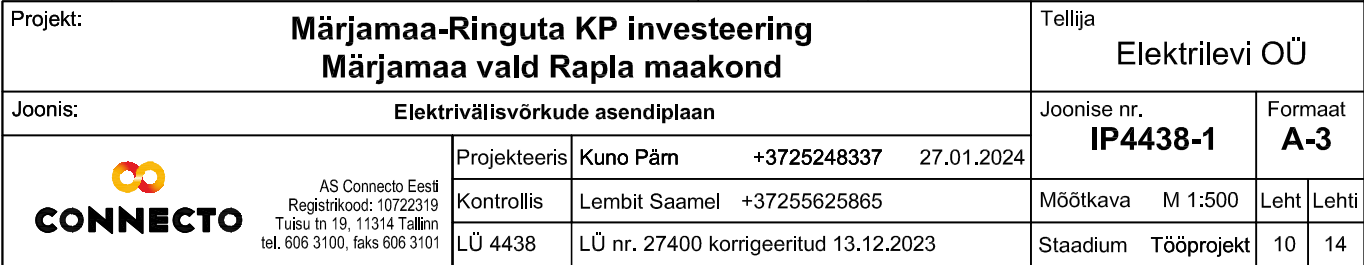 Projekt:
Märjamaa-Ringuta KP investeering
Märjamaa vald Rapla maakond
Tellija
Elektrilevi OÜ
Joonis:
Elektrivälisvõrkude asendiplaan
Joonise nr.
IP4438-1
Formaat
A-3
CONNECTO
AS Connecto Eesti
Registrikood: 10722319
Tuisu tn 19, 11314 Tallinn
tel. 606 3100, faks 606 3101
Projekteeris Kuno Pärn +3725248337 27.01.2024
Kontrollis Lembit Saamel +37255625865
LÜ 4438 LÜ nr. 27400 korrigeeritud 13.12.2023
Mõõtkava M 1:500 Leht Lehti
Staadium Tööprojekt 10 14